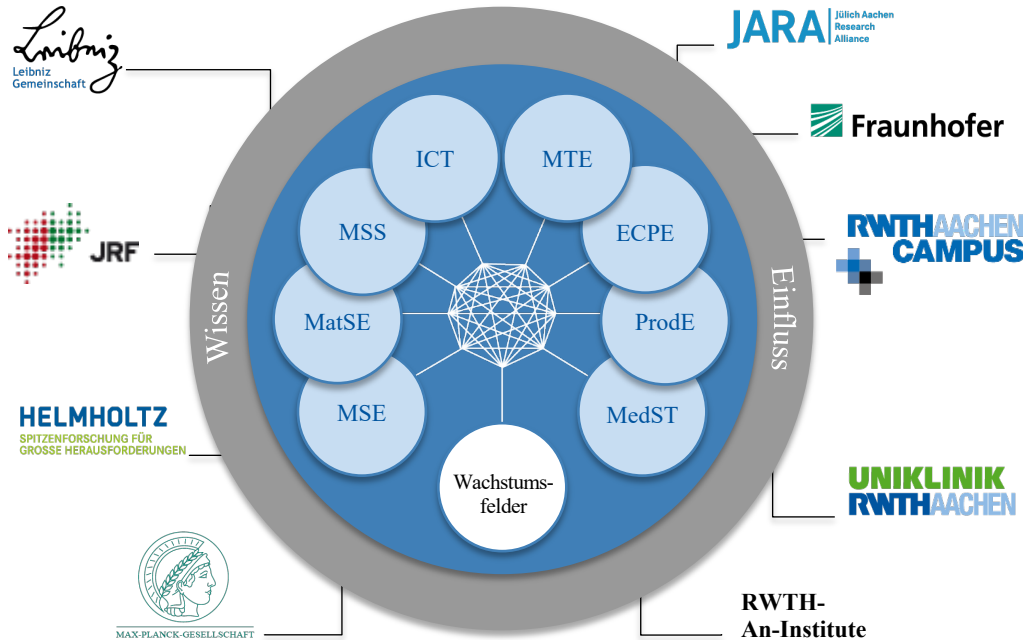 Leibniz
Leibniz
Gemeinschaft
JARA
Jülich Aachen
Research
Alliance
Fraunhofer
JRF
RWTHAACHEN
CAMPUS
Wissen
Einfluss
ICT
MTE
MSS
ECPE
MatSE
ProdE
MSE
MedST
Wachstums-
felder
HELMHOLTZ
SPITZENFORSCHUNG FÜR
GROSSE HERAUSFORDERUNGEN
UNIKLINIK
RWTHAACHEN
MAX-PLANCK-GESELLSCHAFT
RWTH-
An-Institute